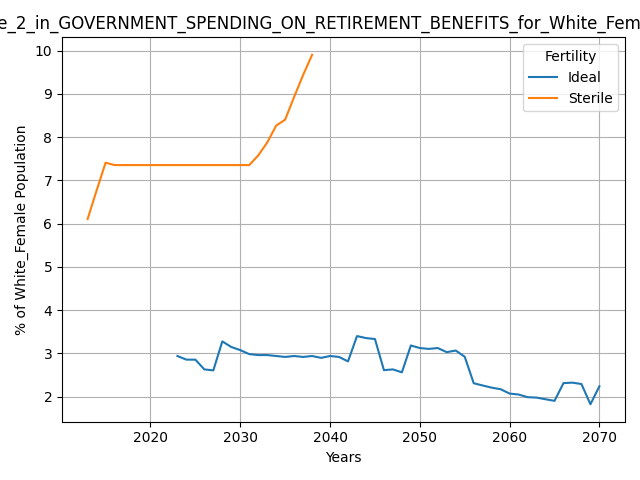 e_2_in_GOVERNMENT_SPENDING_ON_RETIREMENT_BENEFITS_for_White_Fem
Fertility
Ideal
Sterile
% of White_Female Population
10
9
8
7
6
5
4
3
2
2020 2030 2040 2050 2060 2070
Years